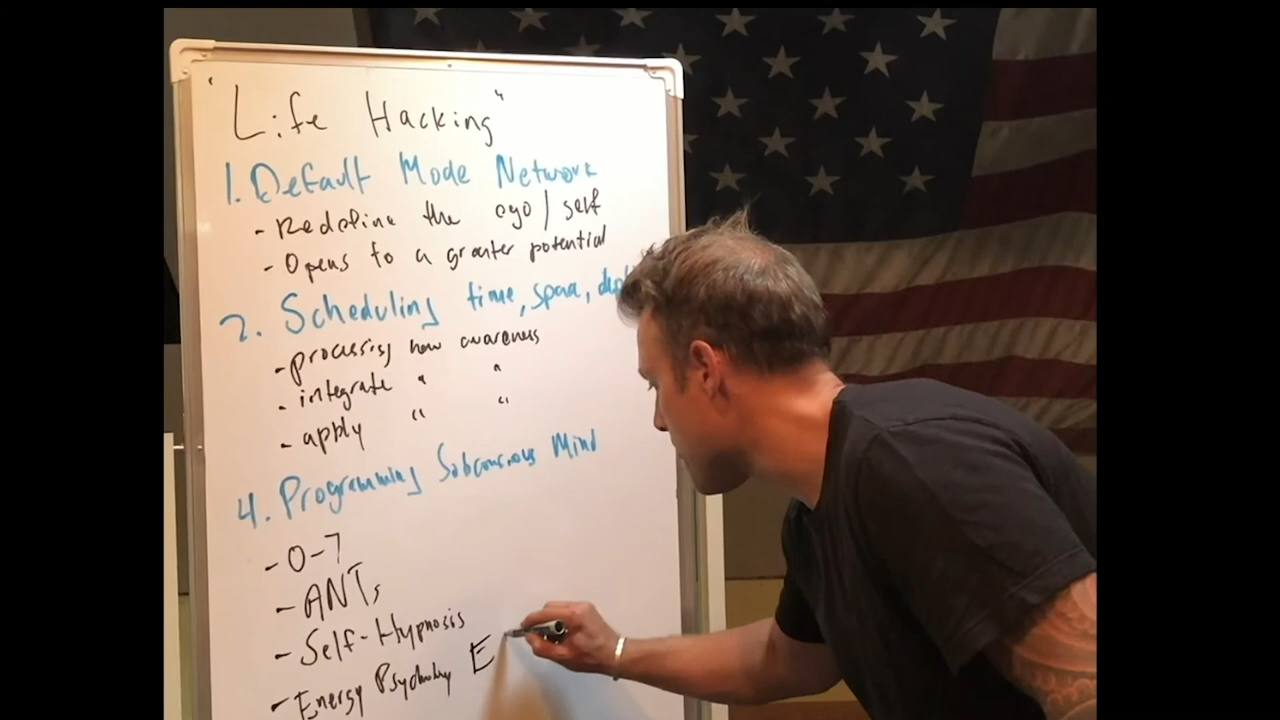 "Life Hacking"
1. Default Mode Network
- Redefine the ego / self
- Opens to a greater potential
2. Scheduling time, space,
- processing new awareness
- integrate " "
- apply " "
4. Programming Subconscious Mind
- 0-7
- ANTs
- Self-Hypnosis
- Energy Psychology E